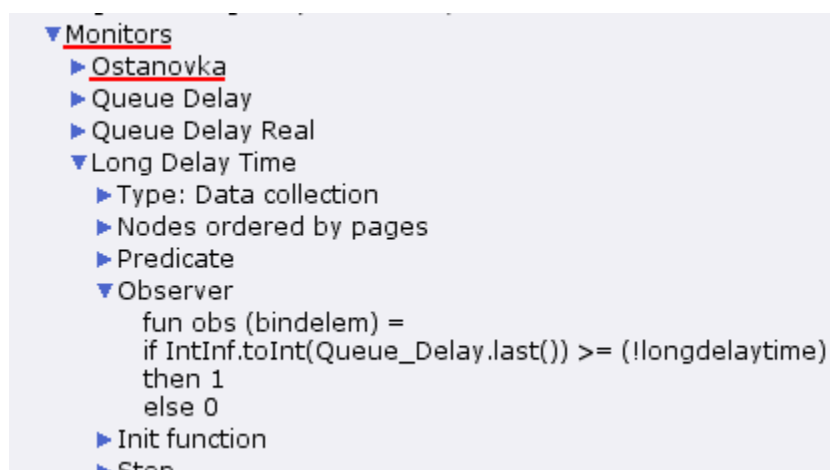 Monitors
Ostanovka
Queue Delay
Queue Delay Real
Long Delay Time
Type: Data collection
Nodes ordered by pages
Predicate
Observer
fun obs (bindelem) =
if IntInf.toInt(Queue_Delay.last()) >= (!longdelaytime)
then 1
else 0
Init function
Stop